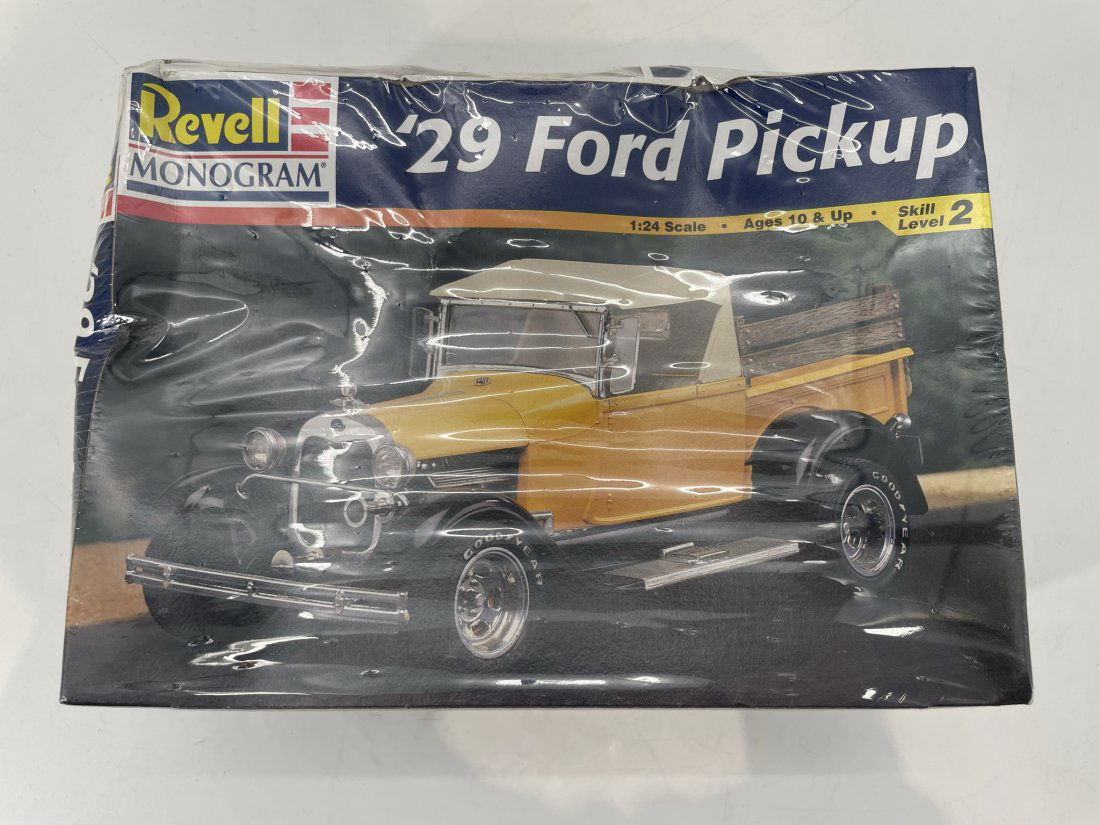 Revell
MONOGRAM®
'29 Ford Pickup
1:24 Scale • Ages 10 & Up • Skill Level 2
GOODYEAR
GOODYEAR